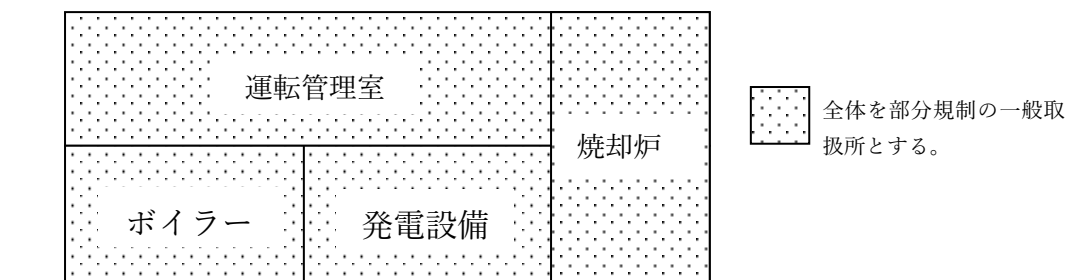 運転管理室
焼却炉
ボイラー
発電設備
全体を部分規制の一般取
扱所とする。